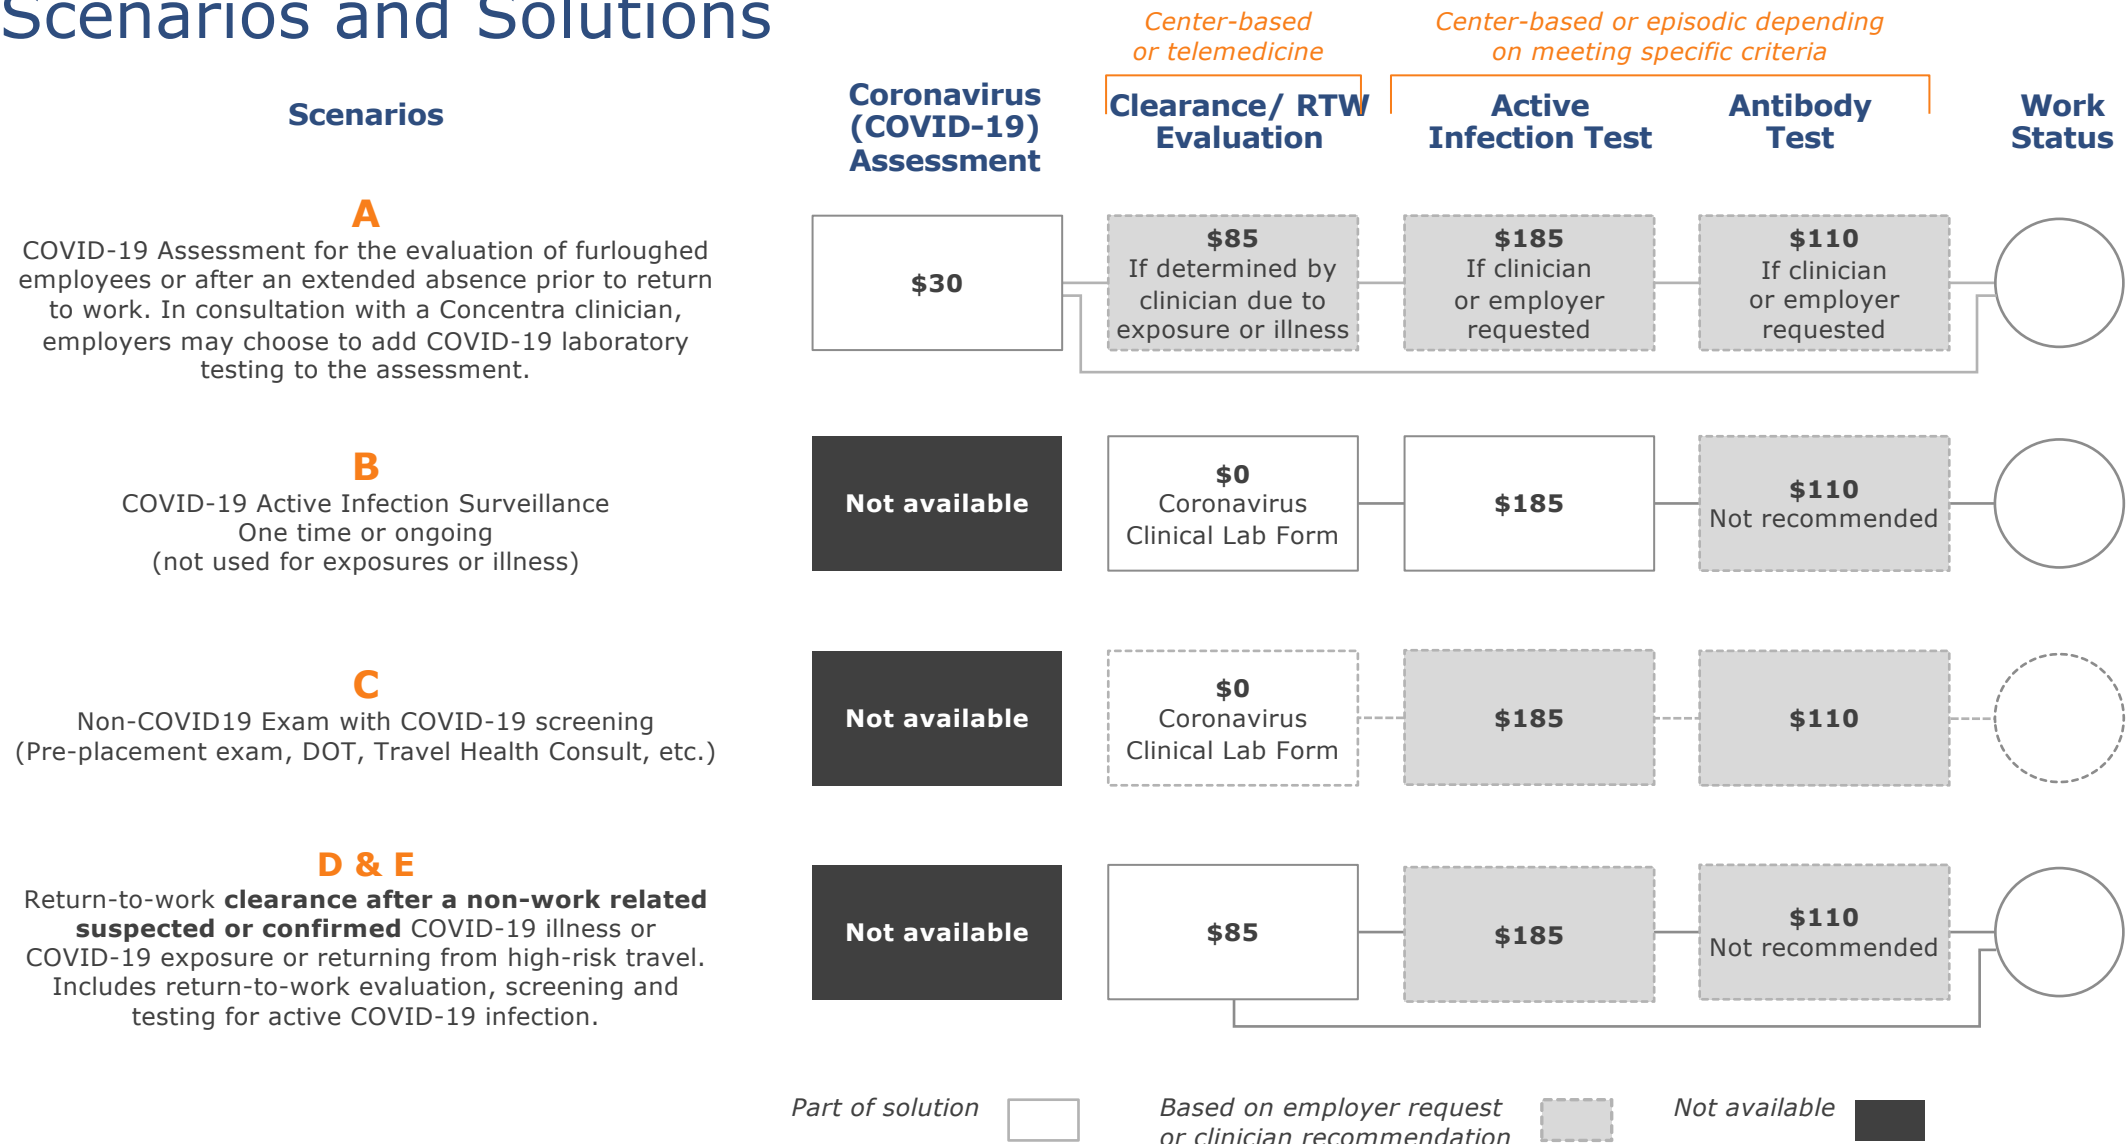 Scenarios and Solutions
Center-based
or telemedicine
Center-based or episodic depending
on meeting specific criteria
Scenarios
Coronavirus
(COVID-19)
Assessment
Clearance/ RTW
Evaluation
Active
Infection Test
Antibody
Test
Work
Status
A
COVID-19 Assessment for the evaluation of furloughed
employees or after an extended absence prior to return
to work. In consultation with a Concentra clinician,
employers may choose to add COVID-19 laboratory
testing to the assessment.
$30
$85
If determined by
clinician due to
exposure or illness
$185
If clinician
or employer
requested
$110
If clinician
or employer
requested
B
COVID-19 Active Infection Surveillance
One time or ongoing
(not used for exposures or illness)
Not available
$0
Coronavirus
Clinical Lab Form
$185
$110
Not recommended
C
Non-COVID19 Exam with COVID-19 screening
(Pre-placement exam, DOT, Travel Health Consult, etc.)
Not available
$0
Coronavirus
Clinical Lab Form
$185
$110
D & E
Return-to-work clearance after a non-work related
suspected or confirmed COVID-19 illness or
COVID-19 exposure or returning from high-risk travel.
Includes return-to-work evaluation, screening and
testing for active COVID-19 infection.
Not available
$85
$185
$110
Not recommended
Part of solution
Based on employer request
or clinician recommendation
Not available